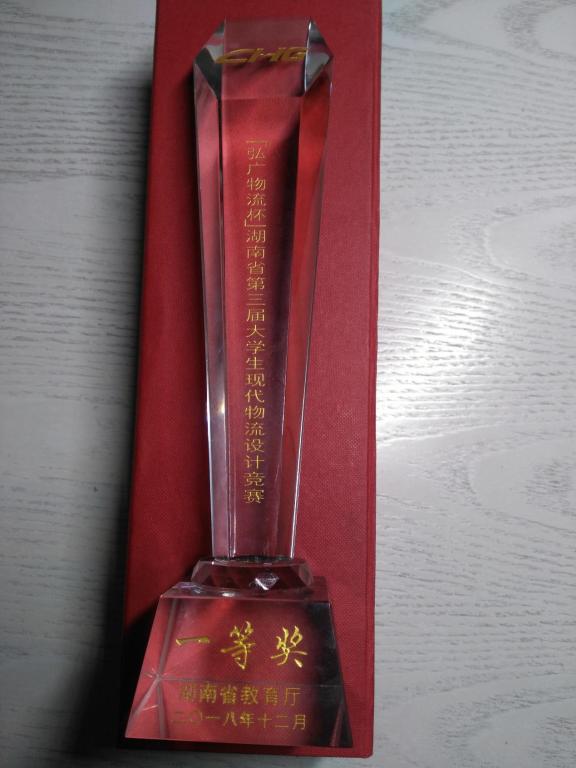 CHG
「弘广物流杯」湖南省第三届大学生现代物流设计竞赛
一等奖
湖南省教育厅
二〇一八年十二月